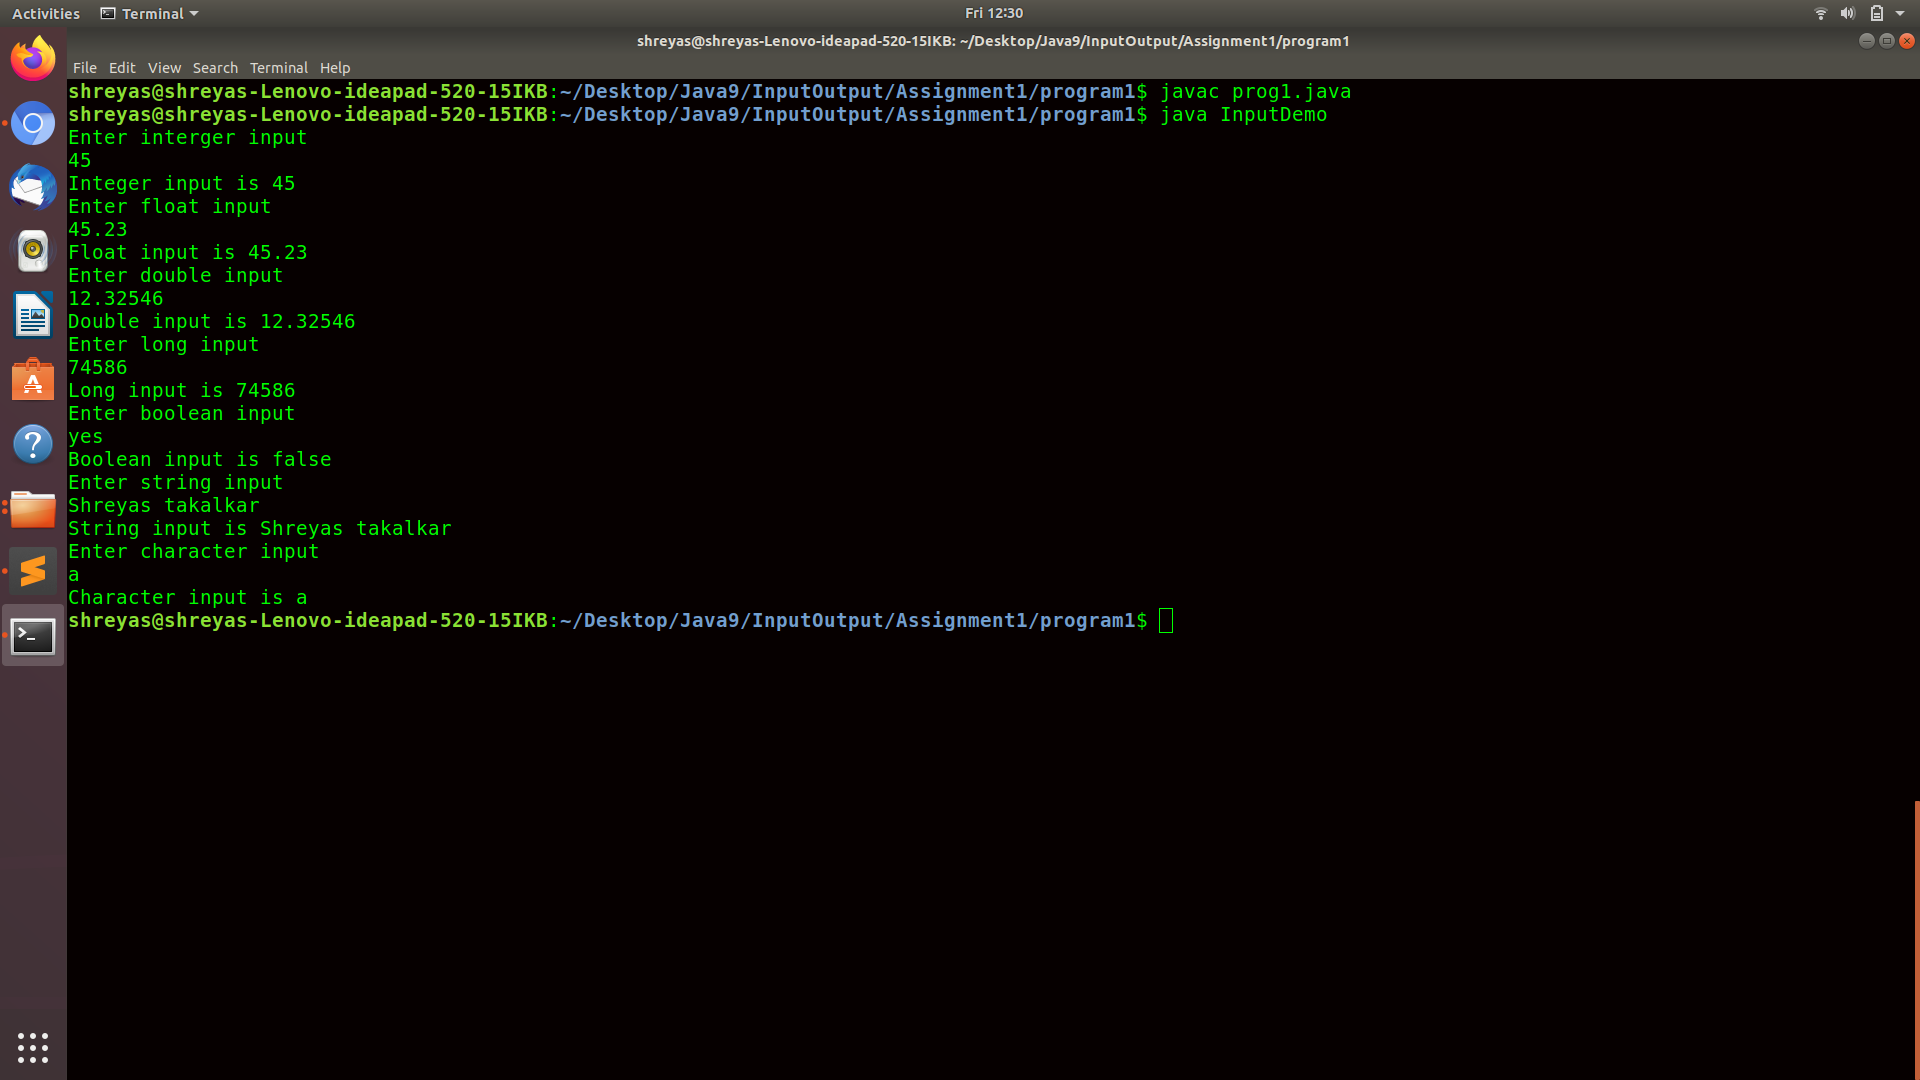 Activities
Terminal
Fri 12:30
shreyas@shreyas-Lenovo-ideapad-520-15IKB: ~/Desktop/Java9/InputOutput/Assignment1/program1
File Edit View Search Terminal Help
shreyas@shreyas-Lenovo-ideapad-520-15IKB:~/Desktop/Java9/InputOutput/Assignment1/program1$ javac prog1.java
shreyas@shreyas-Lenovo-ideapad-520-15IKB:~/Desktop/Java9/InputOutput/Assignment1/program1$ java InputDemo
Enter interger input
45
Integer input is 45
Enter float input
45.23
Float input is 45.23
Enter double input
12.32546
Double input is 12.32546
Enter long input
74586
Long input is 74586
Enter boolean input
yes
Boolean input is false
Enter string input
Shreyas takalkar
String input is Shreyas takalkar
Enter character input
a
Character input is a
shreyas@shreyas-Lenovo-ideapad-520-15IKB:~/Desktop/Java9/InputOutput/Assignment1/program1$